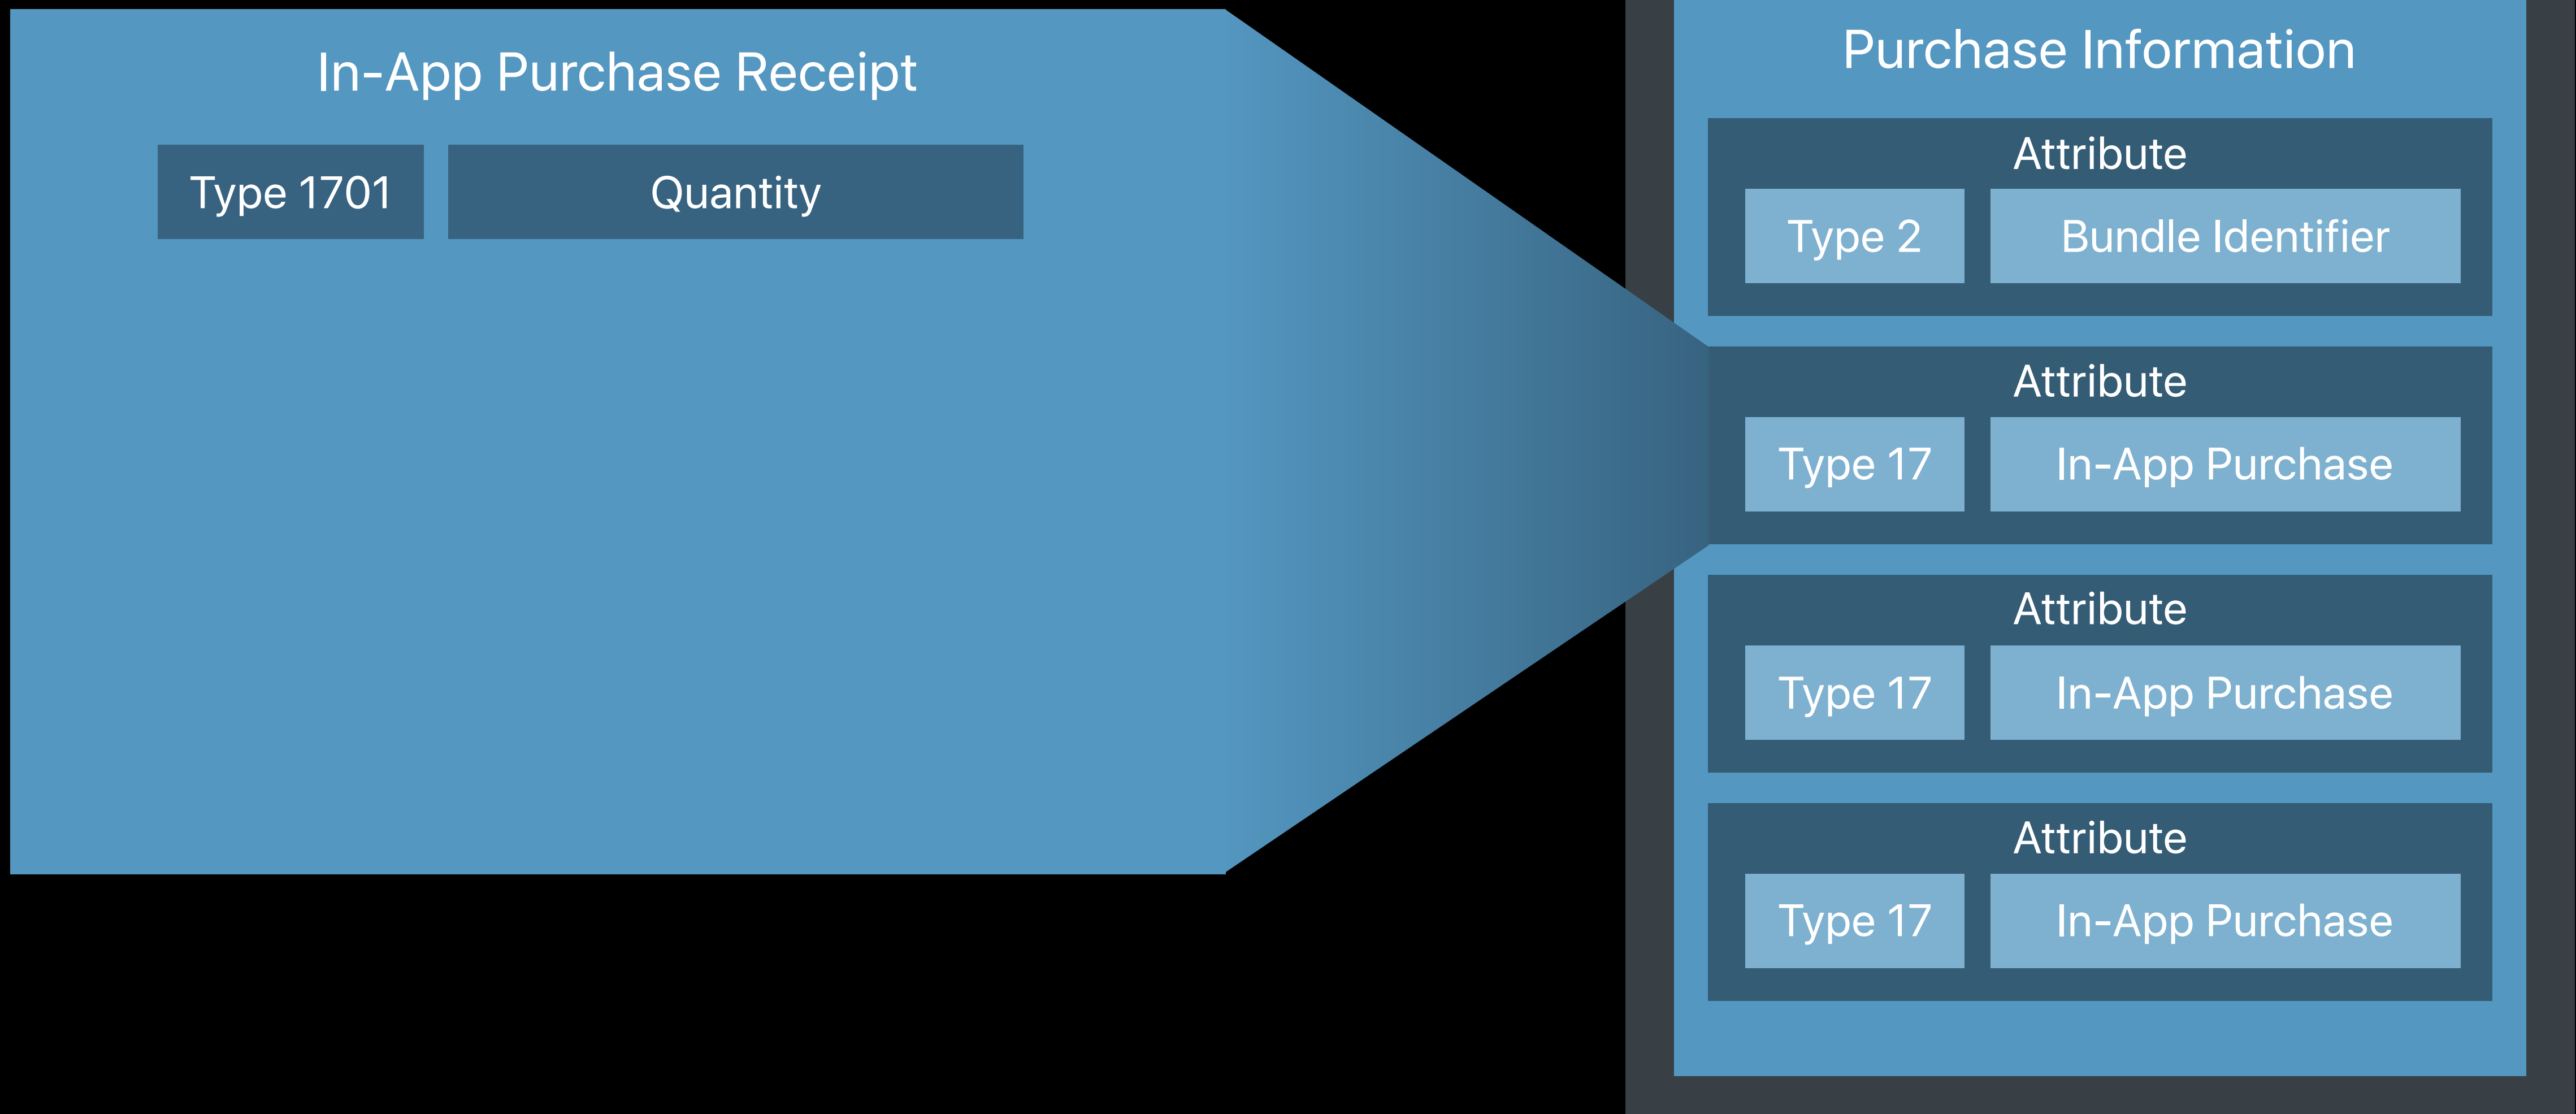 In-App Purchase Receipt
Type 1701 Quantity
Purchase Information
Attribute
Type 2 Bundle Identifier
Attribute
Type 17 In-App Purchase
Attribute
Type 17 In-App Purchase
Attribute
Type 17 In-App Purchase